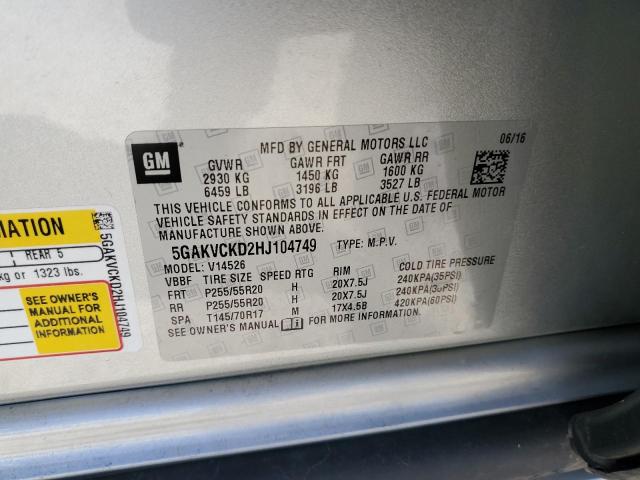 GM
MFD BY GENERAL MOTORS LLC
06/16
GVWR GAWR FRT GAWR RR
2930 KG 1450 KG 1600 KG
6459 LB 3196 LB 3527 LB
THIS VEHICLE CONFORMS TO ALL APPLICABLE U.S. FEDERAL MOTOR
VEHICLE SAFETY STANDARDS IN EFFECT ON THE DATE OF
MANUFACTURE SHOWN ABOVE.
5GAKVCKD2HJ104749 TYPE: M.P.V.
MODEL: V14526
VBBF TIRE SIZE SPEED RTG RIM COLD TIRE PRESSURE
FRT P255/55R20 H 20X7.5J 240KPA(35PSI)
RR P255/55R20 H 20X7.5J 240KPA(35PSI)
SPA T145/70R17 M 17X4.5B 420KPA(60PSI)
SEE OWNER'S MANUAL FOR MORE INFORMATION.
MATION
REAR 5
kg or 1323 lbs.
SEE OWNER'S
MANUAL FOR
ADDITIONAL
INFORMATION
5GAKVCKD2HJ104749